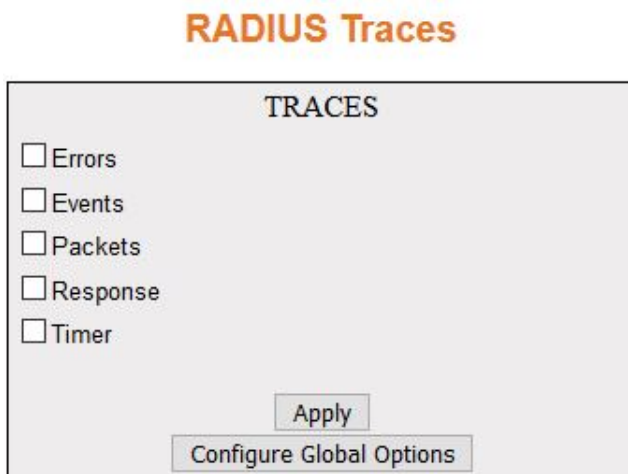 RADIUS Traces
TRACES
Errors
Events
Packets
Response
Timer
Apply
Configure Global Options